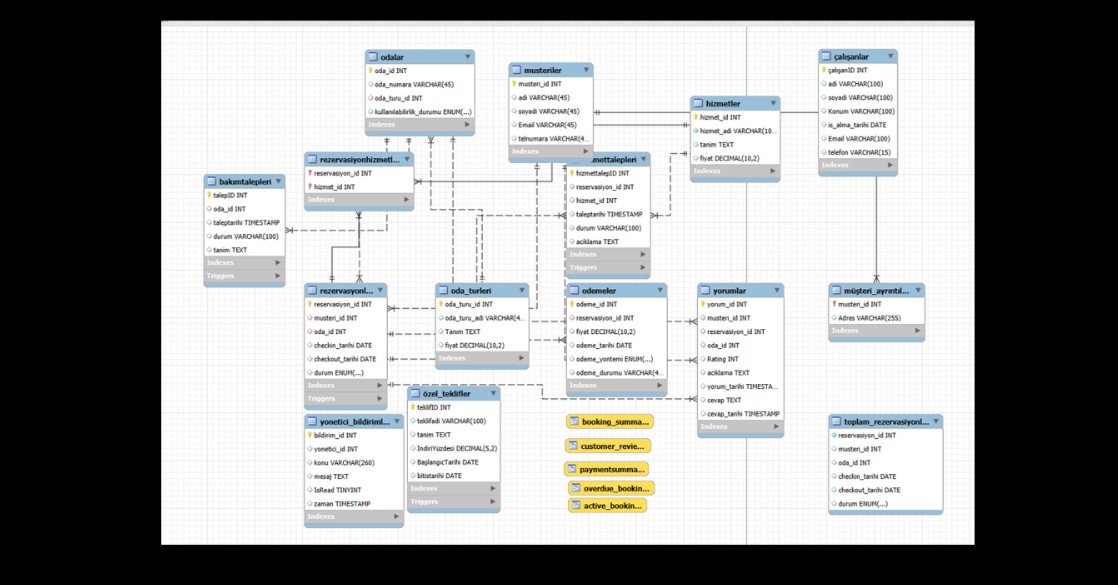 odalar
oda_id INT
oda_numara VARCHAR(45)
oda_turu_id INT
kullanilabilirlik_durumu ENUM(...)
Indexes
musteriler
musteri_id INT
adi VARCHAR(45)
soyadi VARCHAR(45)
Email VARCHAR(45)
telnumara VARCHAR(4...
Indexes
hizmetler
hizmet_id INT
hizmet_adi VARCHAR(10...
tanim TEXT
fiyat DECIMAL(10,2)
Indexes
çalışanlar
çalışanID INT
adi VARCHAR(100)
soyadi VARCHAR(100)
Konum VARCHAR(100)
is_alma_tarihi DATE
Email VARCHAR(100)
telefon VARCHAR(15)
Indexes
rezervasyonhizmetl...
reservasiyon_id INT
hizmet_id INT
Indexes
mettalepleri
hizmettalepID INT
reservasiyon_id INT
hizmet_id INT
taleptarihi TIMESTAMP
durum VARCHAR(100)
aciklama TEXT
Indexes
Triggers
bakımtalepleri
talepID INT
oda_id INT
taleptarihi TIMESTAMP
durum VARCHAR(100)
tanim TEXT
Indexes
Triggers
rezervasyonl...
reservasiyon_id INT
musteri_id INT
oda_id INT
checkin_tarihi DATE
checkout_tarihi DATE
durum ENUM(...)
Indexes
Triggers
oda_turleri
oda_turu_id INT
oda_turu_adi VARCHAR(4...
Tanım TEXT
fiyat DECIMAL(10,2)
Indexes
odemeler
odeme_id INT
reservasiyon_id INT
fiyat DECIMAL(10,2)
odeme_tarihi DATE
odeme_yontemi ENUM(...)
odeme_durumu VARCHAR(4...
Indexes
yorumlar
yorum_id INT
musteri_id INT
reservasiyon_id INT
oda_id INT
Rating INT
aciklama TEXT
yorum_tarihi TIMESTA...
cevap TEXT
cevap_tarihi TIMESTAMP
Indexes
müşteri_ayrıntıl...
musteri_id INT
Adres VARCHAR(255)
Indexes
özel_teklifler
teklifID INT
teklifadi VARCHAR(100)
tanim TEXT
IndiriYüzdesi DECIMAL(5,2)
BaşlangıcTarihi DATE
bitistarihi DATE
Indexes
Triggers
yonetici_bildiriml...
bildirim_id INT
yonetici_id INT
konu VARCHAR(260)
mesaj TEXT
IsRead TINYINT
zaman TIMESTAMP
Indexes
booking_summa...
customer_revie...
paymentsumma...
overdue_bookin...
active_bookin...
toplam_rezervasiyonl...
reservasiyon_id INT
musteri_id INT
oda_id INT
checkin_tarihi DATE
checkout_tarihi DATE
durum ENUM(...)